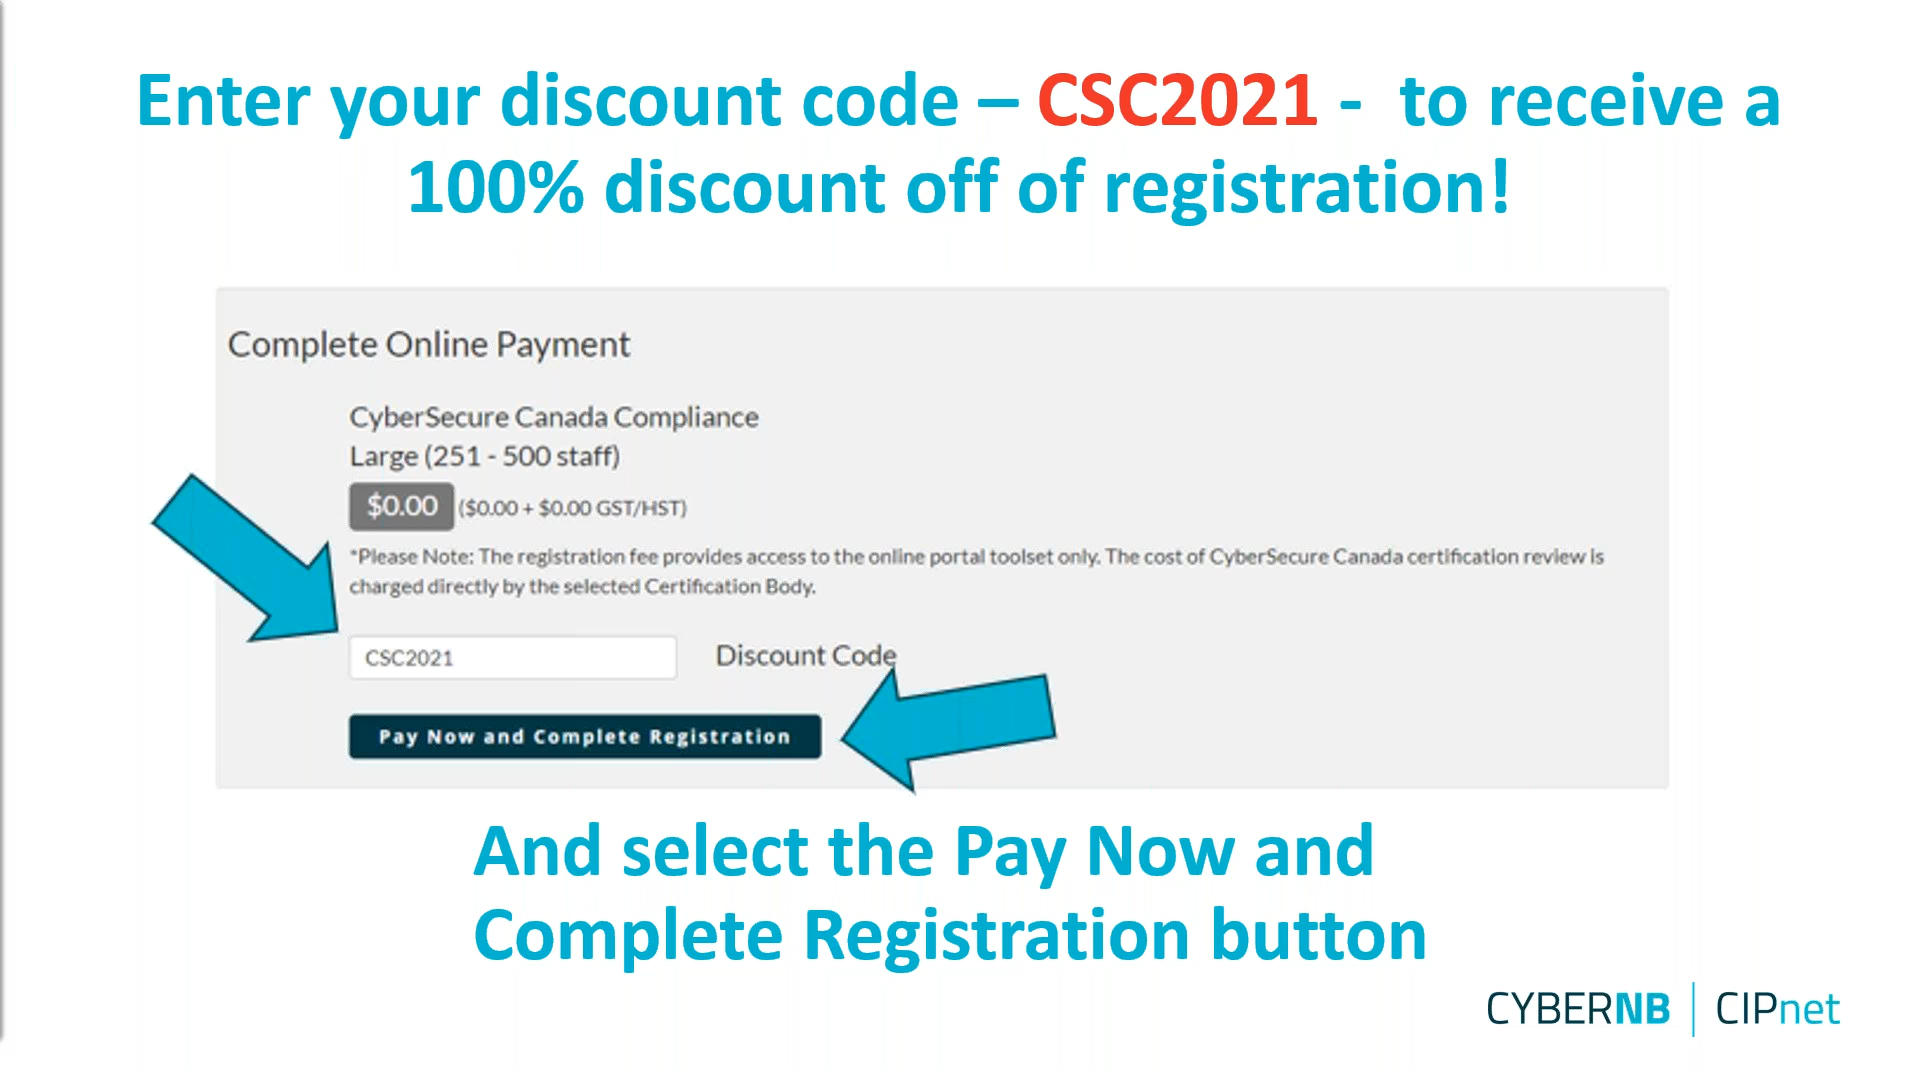 Enter your discount code – CSC2021 - to receive a
100% discount off of registration!
Complete Online Payment
CyberSecure Canada Compliance
Large (251 - 500 staff)
$0.00 ($0.00 + $0.00 GST/HST)
*Please Note: The registration fee provides access to the online portal toolset only. The cost of CyberSecure Canada certification review is
charged directly by the selected Certification Body.
CSC2021 Discount Code
Pay Now and Complete Registration
And select the Pay Now and
Complete Registration button
CYBERNB | CIPnet